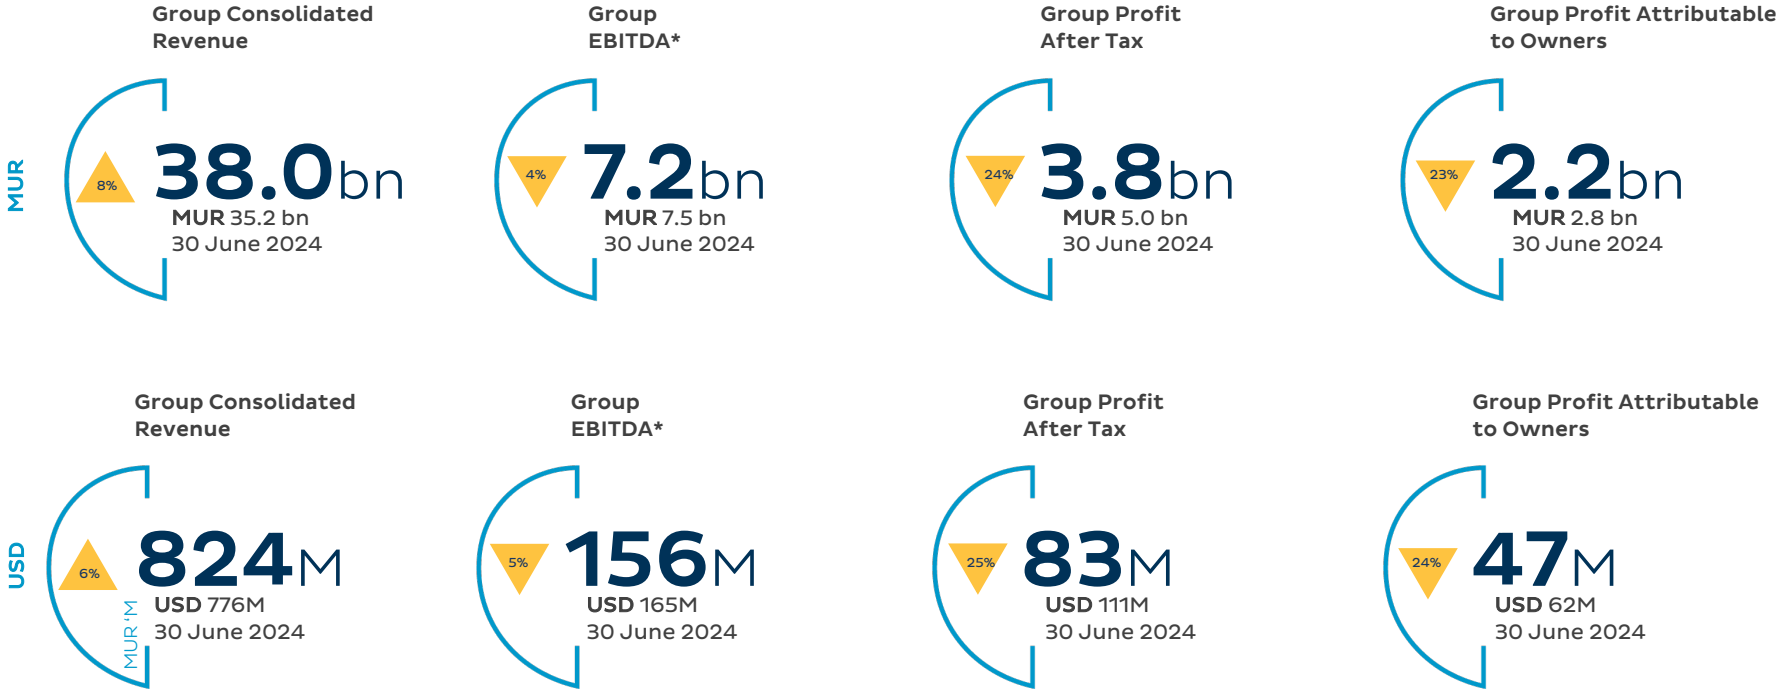 MUR
Group Consolidated
Revenue
8%
38.0bn
MUR 35.2 bn
30 June 2024
Group
EBITDA*
4%
7.2bn
MUR 7.5 bn
30 June 2024
Group Profit
After Tax
24%
3.8bn
MUR 5.0 bn
30 June 2024
Group Profit Attributable
to Owners
23%
2.2bn
MUR 2.8 bn
30 June 2024
USD
Group Consolidated
Revenue
6%
824M
USD 776M
30 June 2024
MUR 'M
Group
EBITDA*
5%
156M
USD 165M
30 June 2024
Group Profit
After Tax
25%
83M
USD 111M
30 June 2024
Group Profit Attributable
to Owners
24%
47M
USD 62M
30 June 2024